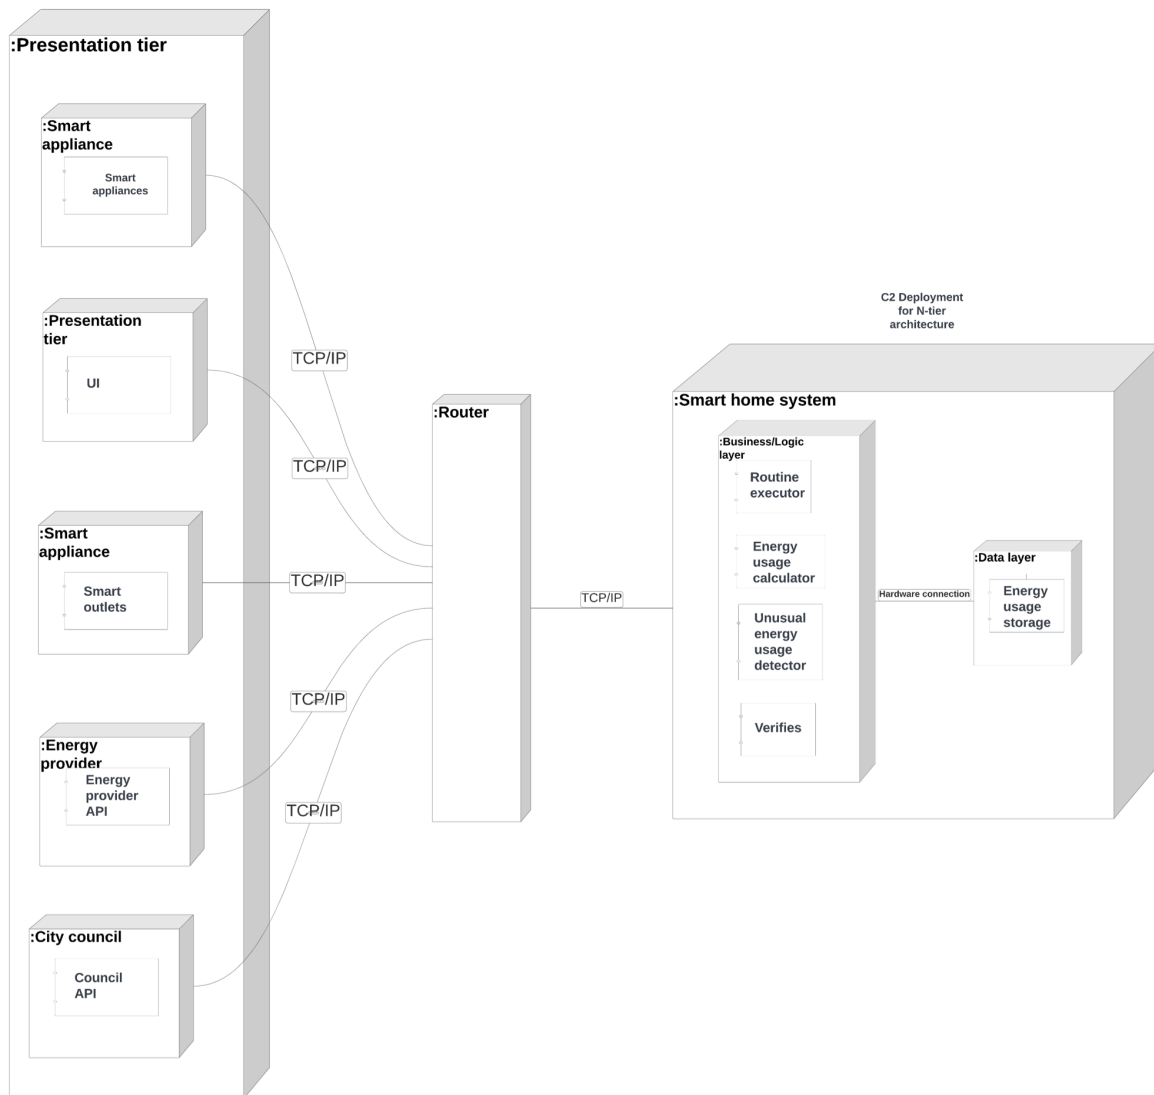 :Presentation tier
:Smart
appliance
Smart
appliances
:Presentation
tier
UI
:Smart
appliance
Smart
outlets
:Energy
provider
Energy
provider
API
:City council
Council
API
TCP/IP
TCP/IP
TCP/IP
TCP/IP
TCP/IP
:Router
TCP/IP
C2 Deployment
for N-tier
architecture
:Smart home system
:Business/Logic
layer
Routine
executor
Energy
usage
calculator
Unusual
energy
usage
detector
Verifies
Hardware connection
:Data layer
Energy
usage
storage